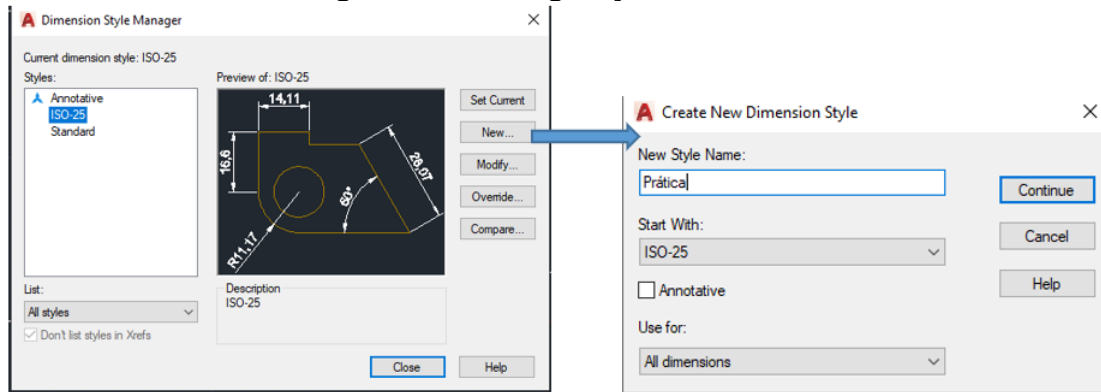 Dimension Style Manager
Current dimension style: ISO-25
Styles:
Annotative
ISO-25
Standard
Preview of: ISO-25
14,11
16,6
26,07
60°
R11,17
Set Current
New...
Modify...
Override...
Compare...
List:
All styles
Don't list styles in Xrefs
Description
ISO-25
Close
Help
Create New Dimension Style
New Style Name:
Prática
Start With:
ISO-25
Annotative
Use for:
All dimensions
Continue
Cancel
Help